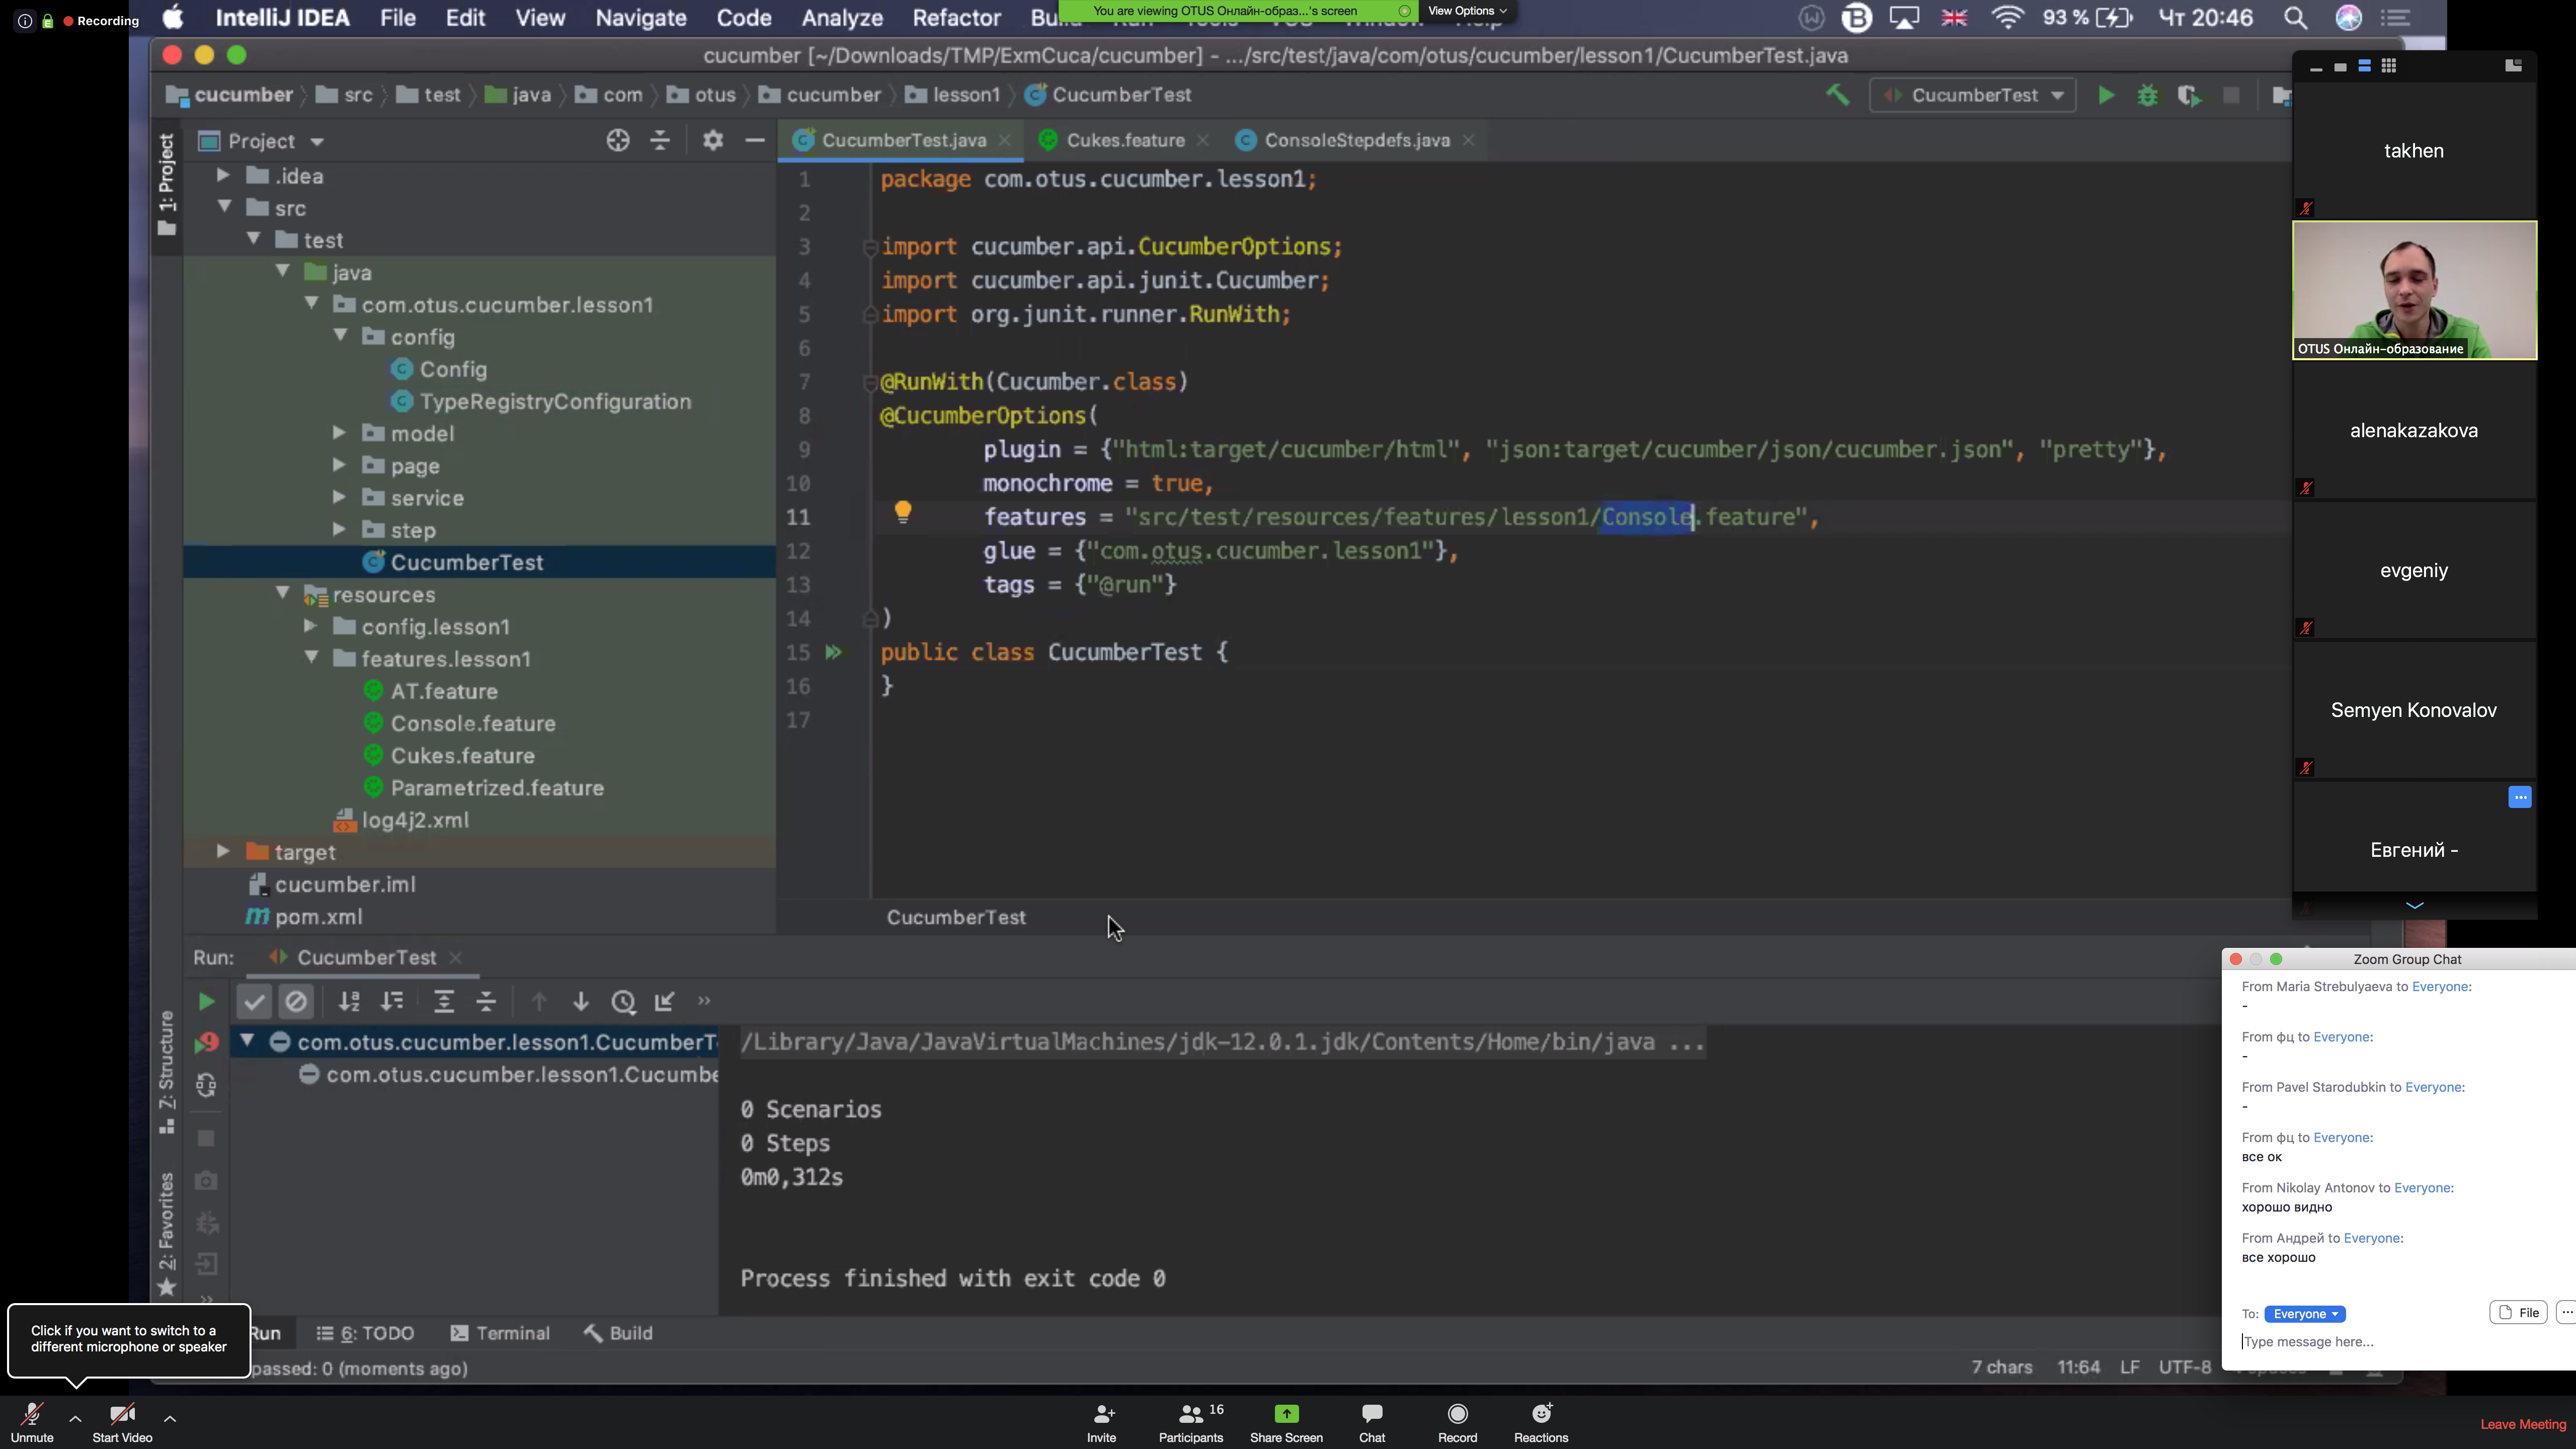 Recording
IntelliJ IDEA File Edit View Navigate Code Analyze Refactor
You are viewing OTUS Онлайн-образ...'s screen
View Options
93 % Чт 20:46
cucumber [~/Downloads/TMP/ExmCuca/cucumber] - .../src/test/java/com/otus/cucumber/lesson1/CucumberTest.java
cucumber src test java com otus cucumber lesson1 CucumberTest
CucumberTest
1: Project
Project
CucumberTest.java Cukes.feature ConsoleStepdefs.java
.idea
src
test
java
com.otus.cucumber.lesson1
config
Config
TypeRegistryConfiguration
model
page
service
step
CucumberTest
resources
config.lesson1
features.lesson1
AT.feature
Console.feature
Cukes.feature
Parametrized.feature
log4j2.xml
target
cucumber.iml
pom.xml
1 package com.otus.cucumber.lesson1;
2
3 import cucumber.api.CucumberOptions;
4 import cucumber.api.junit.Cucumber;
5 import org.junit.runner.RunWith;
6
7 @RunWith(Cucumber.class)
8 @CucumberOptions(
9 plugin = {"html:target/cucumber/html", "json:target/cucumber/json/cucumber.json", "pretty"},
10 monochrome = true,
11 features = "src/test/resources/features/lesson1/Console.feature",
12 glue = {"com.otus.cucumber.lesson1"},
13 tags = {"@run"}
14 )
15 public class CucumberTest {
16 }
17
CucumberTest
takhen
OTUS Онлайн-образование
alenakazakova
evgeniy
Semyen Konovalov
Евгений -
Run: CucumberTest
com.otus.cucumber.lesson1.CucumberT
com.otus.cucumber.lesson1.Cucumbe
/Library/Java/JavaVirtualMachines/jdk-12.0.1.jdk/Contents/Home/bin/java ...
0 Scenarios
0 Steps
0m0,312s
Process finished with exit code 0
7: Structure
2: Favorites
Run 6: TODO Terminal Build
passed: 0 (moments ago)
7 chars 11:64 LF UTF-8
Click if you want to switch to a
different microphone or speaker
Zoom Group Chat
From Maria Strebulyaeva to Everyone:
-
From фц to Everyone:
-
From Pavel Starodubkin to Everyone:
-
From фц to Everyone:
все ок
From Nikolay Antonov to Everyone:
хорошо видно
From Андрей to Everyone:
все хорошо
To: Everyone
File
Type message here...
Unmute
Start Video
Invite
Participants 16
Share Screen
Chat
Record
Reactions
Leave Meeting